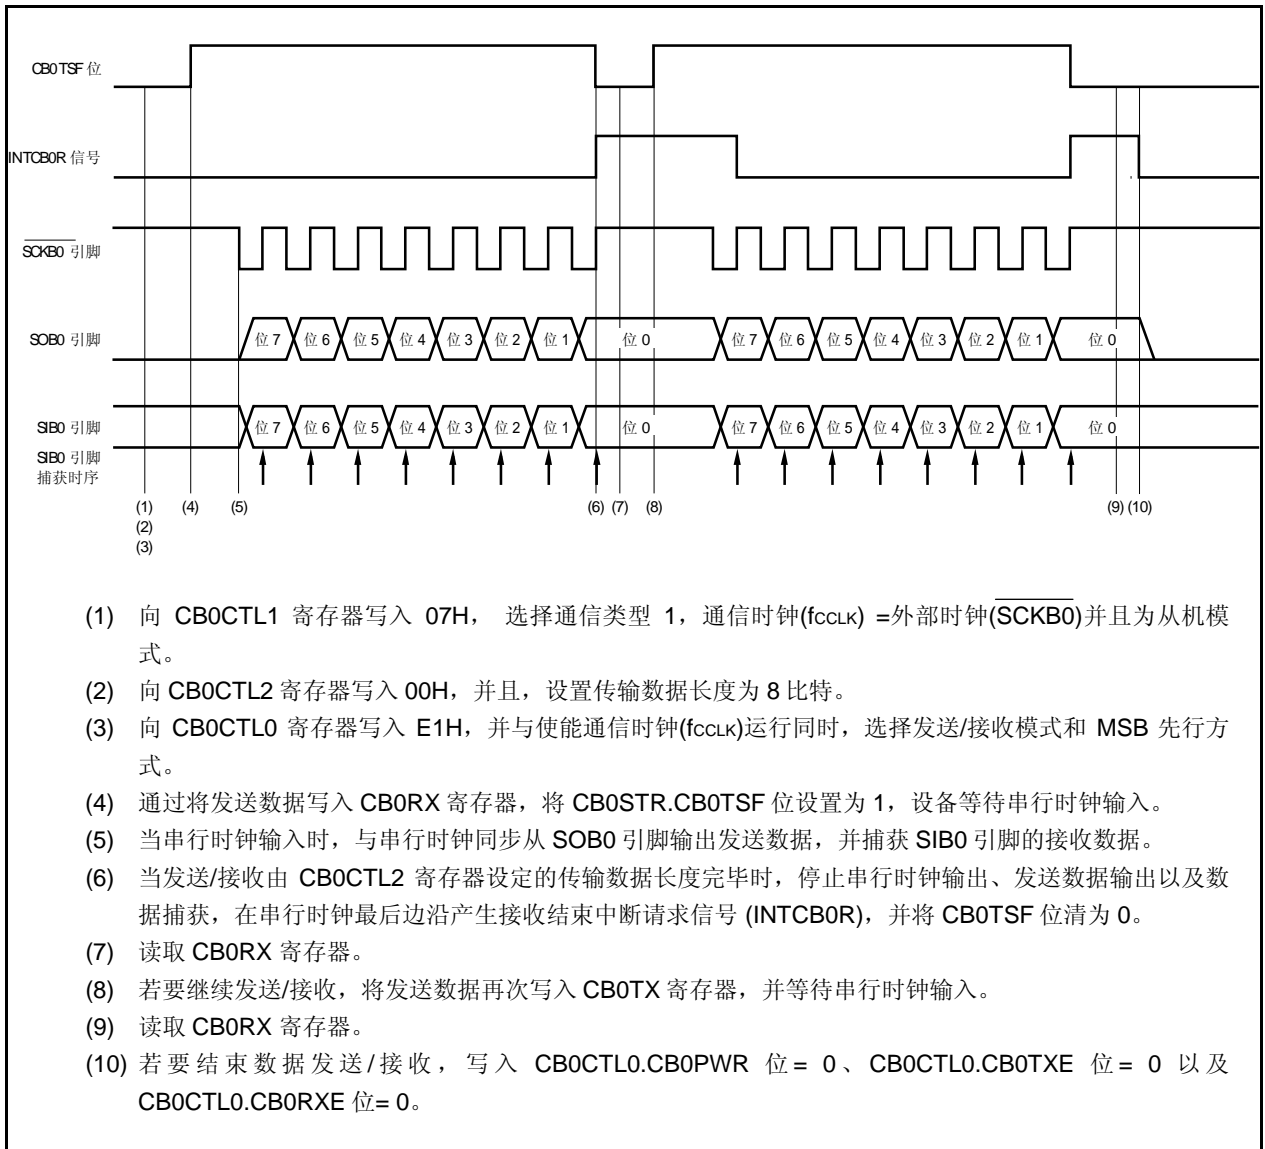 CB0TSF 位
INTCB0R 信号
SCKB0 引脚
SOB0 引脚
位 7 位 6 位 5 位 4 位 3 位 2 位 1 位 0 位 7 位 6 位 5 位 4 位 3 位 2 位 1 位 0
SIB0 引脚
位 7 位 6 位 5 位 4 位 3 位 2 位 1 位 0 位 7 位 6 位 5 位 4 位 3 位 2 位 1 位 0
SIB0 引脚
捕获时序
(1) (4) (5) (6) (7) (8) (9) (10)
(2)
(3)
(1) 向 CB0CTL1 寄存器写入 07H， 选择通信类型 1，通信时钟(fCCLK) =外部时钟(SCKB0)并且为从机模
式。
(2) 向 CB0CTL2 寄存器写入 00H，并且，设置传输数据长度为 8 比特。
(3) 向 CB0CTL0 寄存器写入 E1H，并与使能通信时钟(fCCLK)运行同时，选择发送/接收模式和 MSB 先行方
式。
(4) 通过将发送数据写入 CB0RX 寄存器，将 CB0STR.CB0TSF 位设置为 1，设备等待串行时钟输入。
(5) 当串行时钟输入时，与串行时钟同步从 SOB0 引脚输出发送数据，并捕获 SIB0 引脚的接收数据。
(6) 当发送/接收由 CB0CTL2 寄存器设定的传输数据长度完毕时，停止串行时钟输出、发送数据输出以及数
据捕获，在串行时钟最后边沿产生接收结束中断请求信号 (INTCB0R)，并将 CB0TSF 位清为 0。
(7) 读取 CB0RX 寄存器。
(8) 若要继续发送/接收，将发送数据再次写入 CB0TX 寄存器，并等待串行时钟输入。
(9) 读取 CB0RX 寄存器。
(10) 若要结束数据发送/接收，写入 CB0CTL0.CB0PWR 位= 0、CB0CTL0.CB0TXE 位= 0 以及
CB0CTL0.CB0RXE 位= 0。